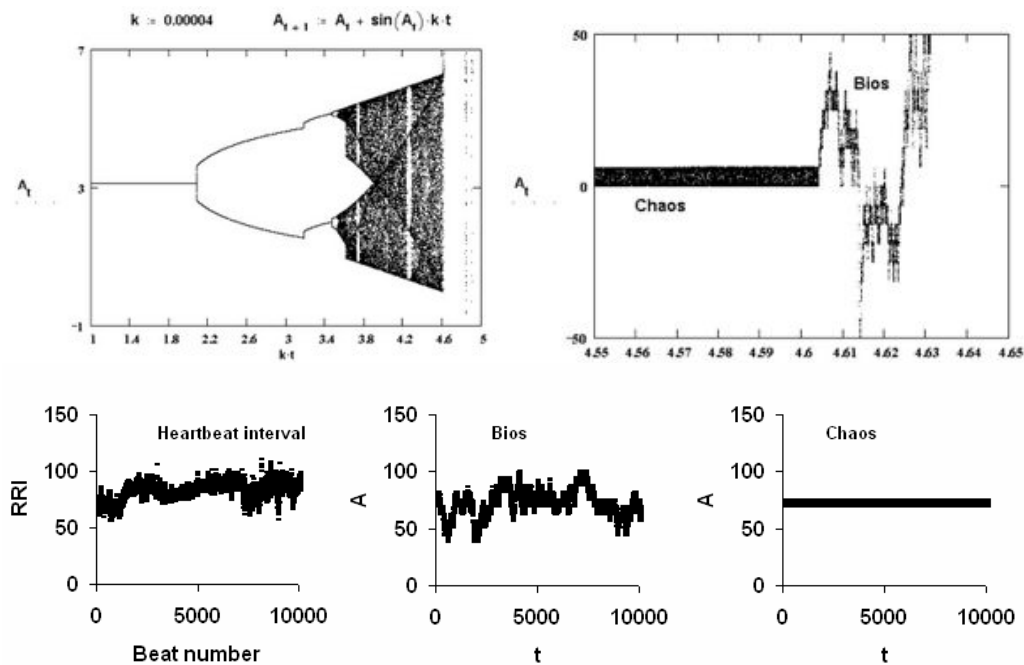 k := 0.00004 A_{t+1} := A_t + sin(A_t)·k·t
7
A_t
3
-1
1 1.4 1.8 2.2 2.6 3 3.4 3.8 4.2 4.6 5
k·t
50
Bios
A_t
0
Chaos
−50
4.55 4.56 4.57 4.58 4.59 4.6 4.61 4.62 4.63 4.64 4.65
150
Heartbeat interval
100
RRI
50
0
0 5000 10000
Beat number
150
Bios
100
A
50
0
0 5000 10000
t
150
Chaos
100
A
50
0
0 5000 10000
t